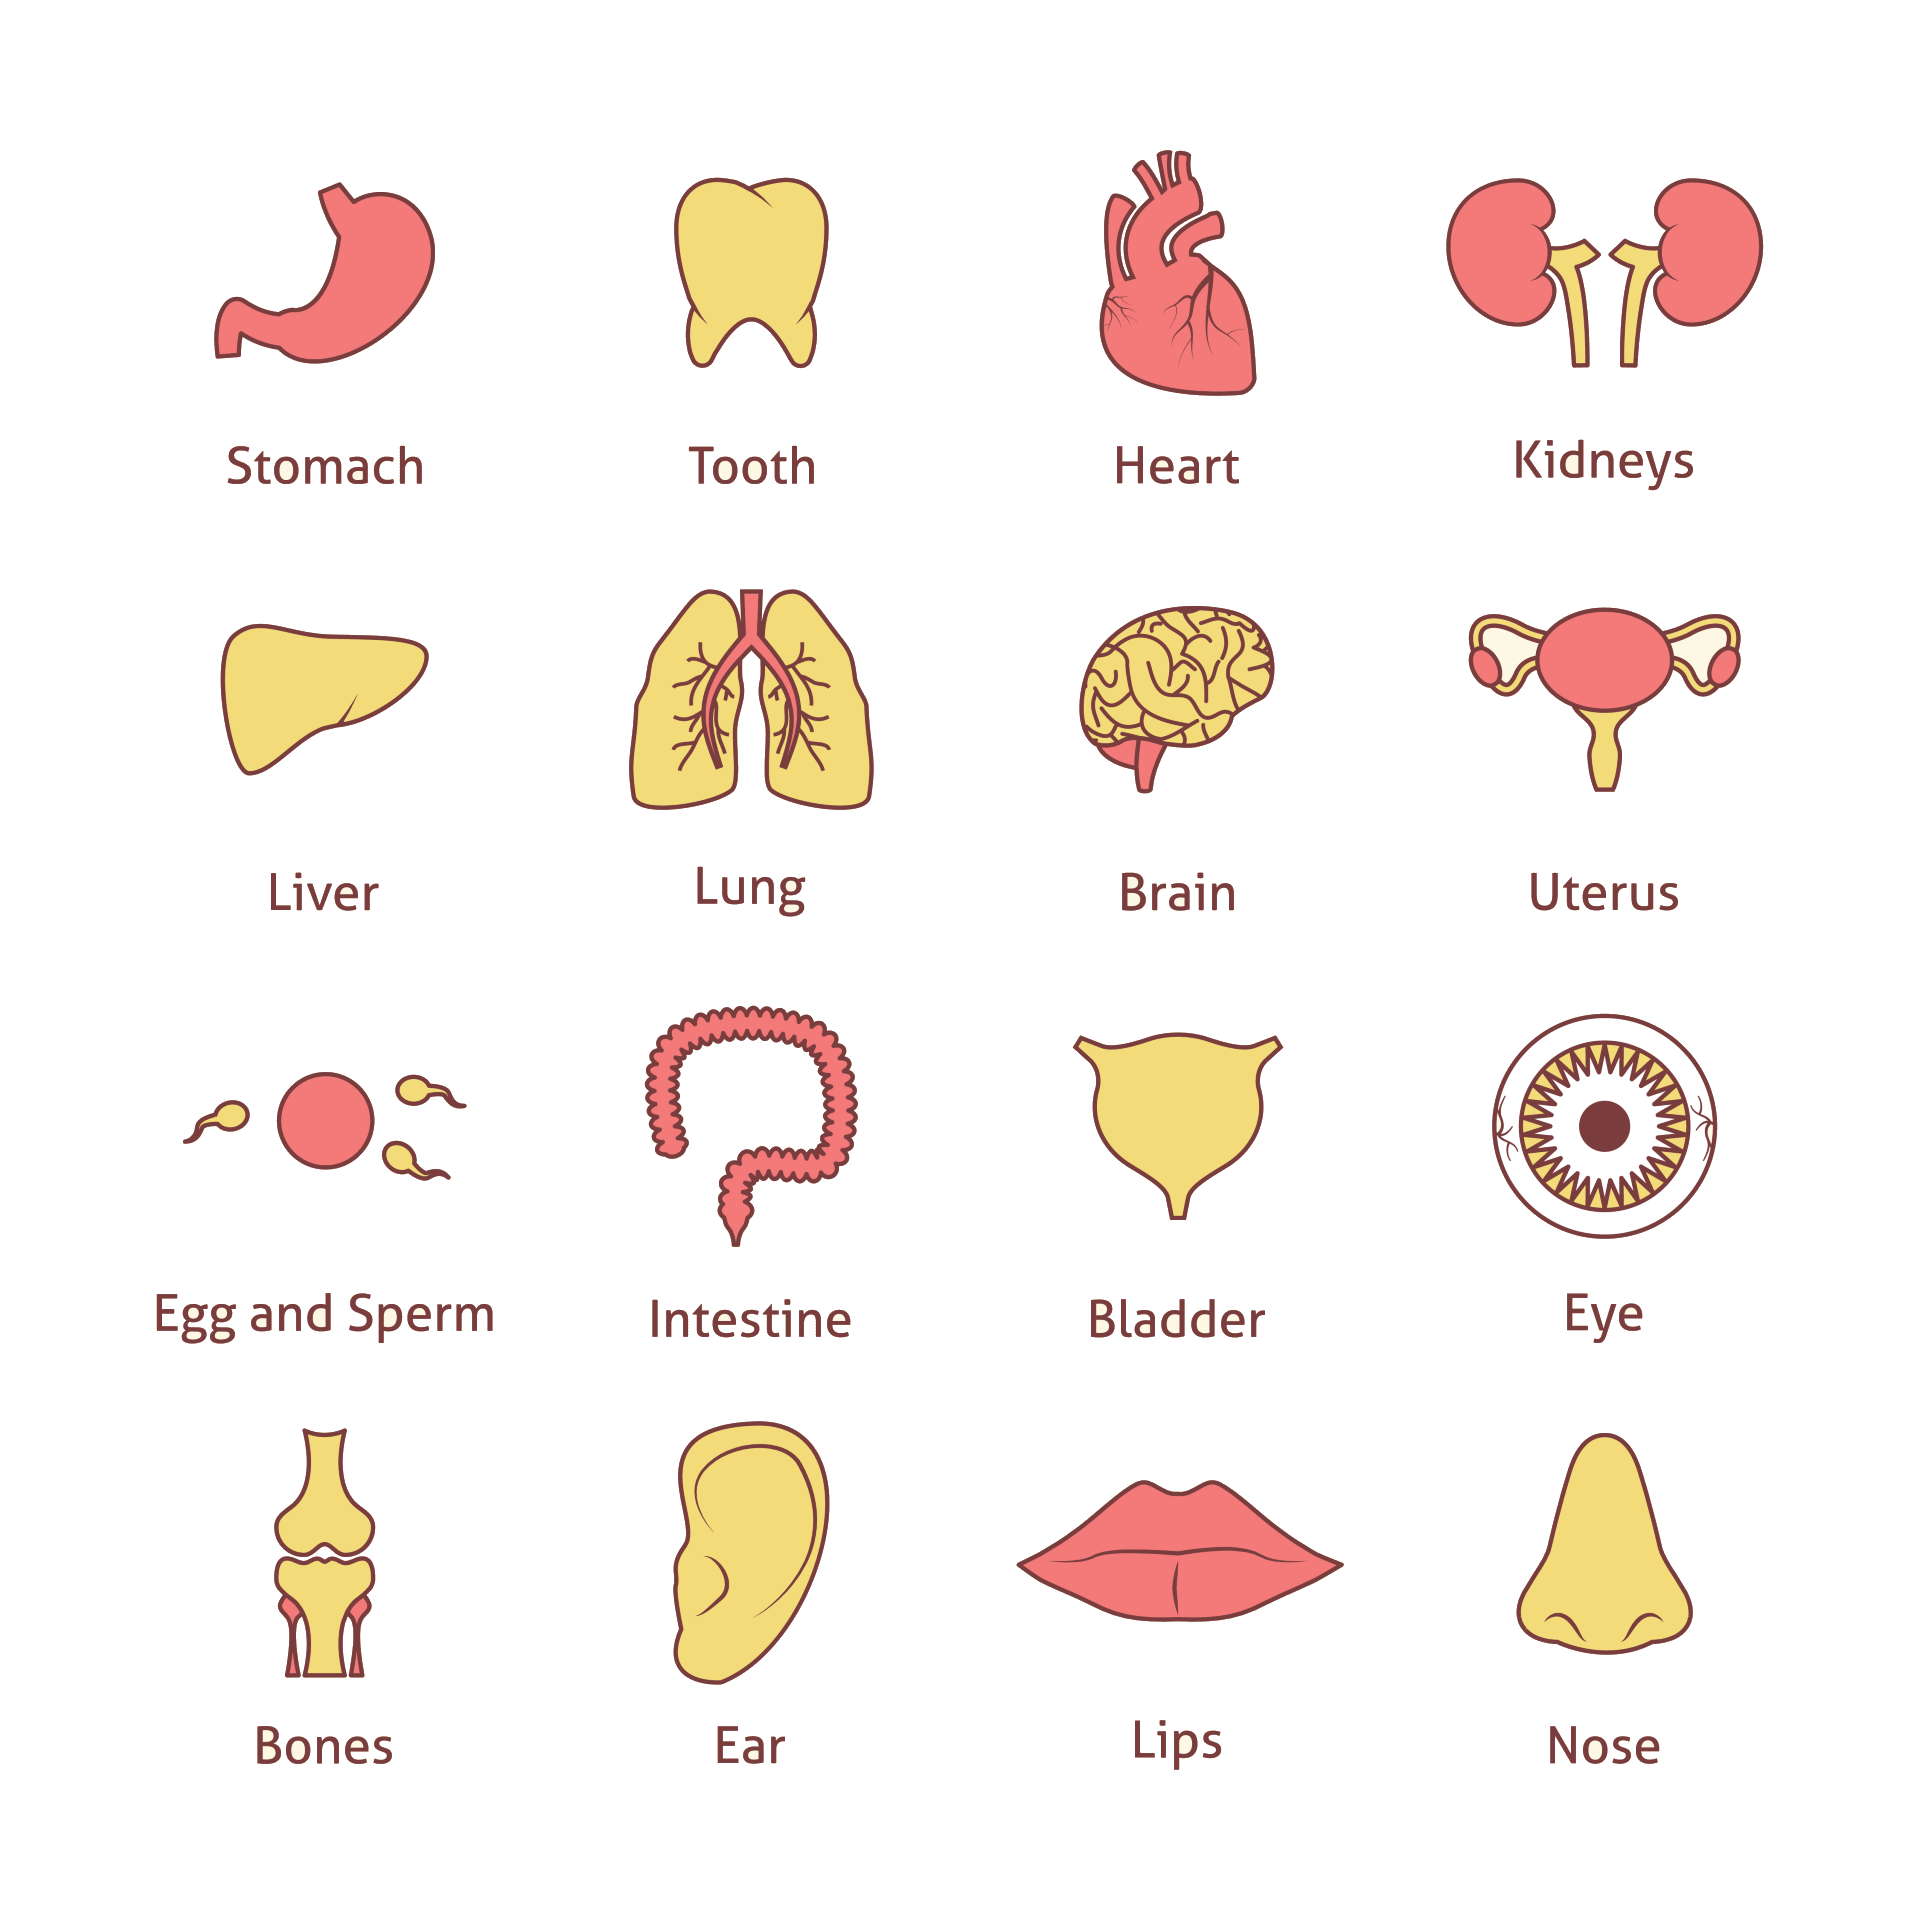 Stomach
Tooth
Heart
Kidneys
Liver
Lung
Brain
Uterus
Egg and Sperm
Intestine
Bladder
Eye
Bones
Ear
Lips
Nose